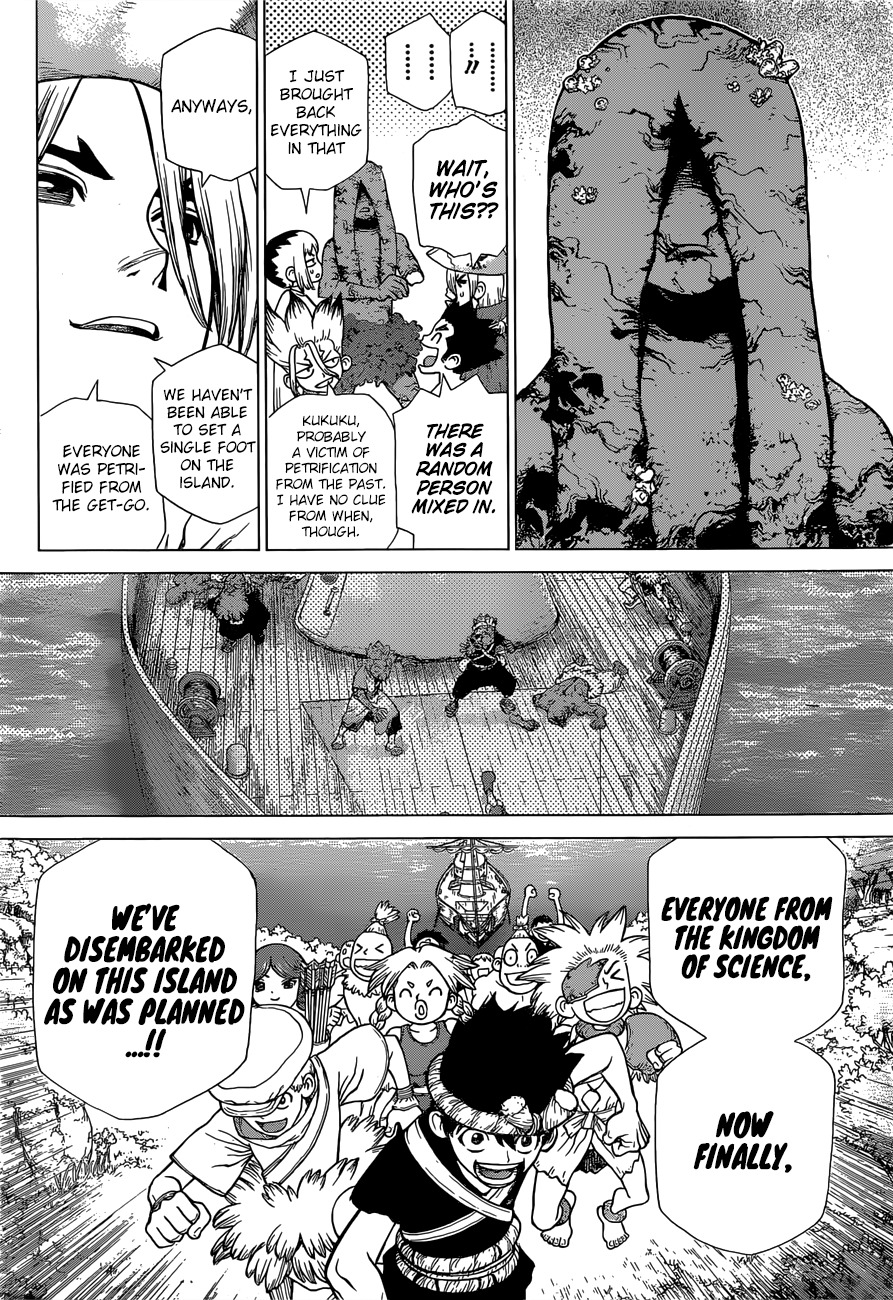 .......!!
.......
WAIT,
WHO'S
THIS??
I JUST
BROUGHT
BACK
EVERYTHING
IN THAT
THERE
WAS A
RANDOM
PERSON
MIXED IN.
KUKUKU,
PROBABLY
A VICTIM OF
PETRIFICATION
FROM THE PAST.
I HAVE NO CLUE
FROM WHEN,
THOUGH.
ANYWAYS,
WE HAVEN'T
BEEN ABLE
TO SET A
SINGLE FOOT
ON THE
ISLAND.
EVERYONE
WAS PETRI-
FIED FROM
THE GET-GO.
EVERYONE FROM
THE KINGDOM
OF SCIENCE,
NOW
FINALLY,
WE'VE
DISEMBARKED
ON THIS ISLAND
AS WAS PLANNED
...!!